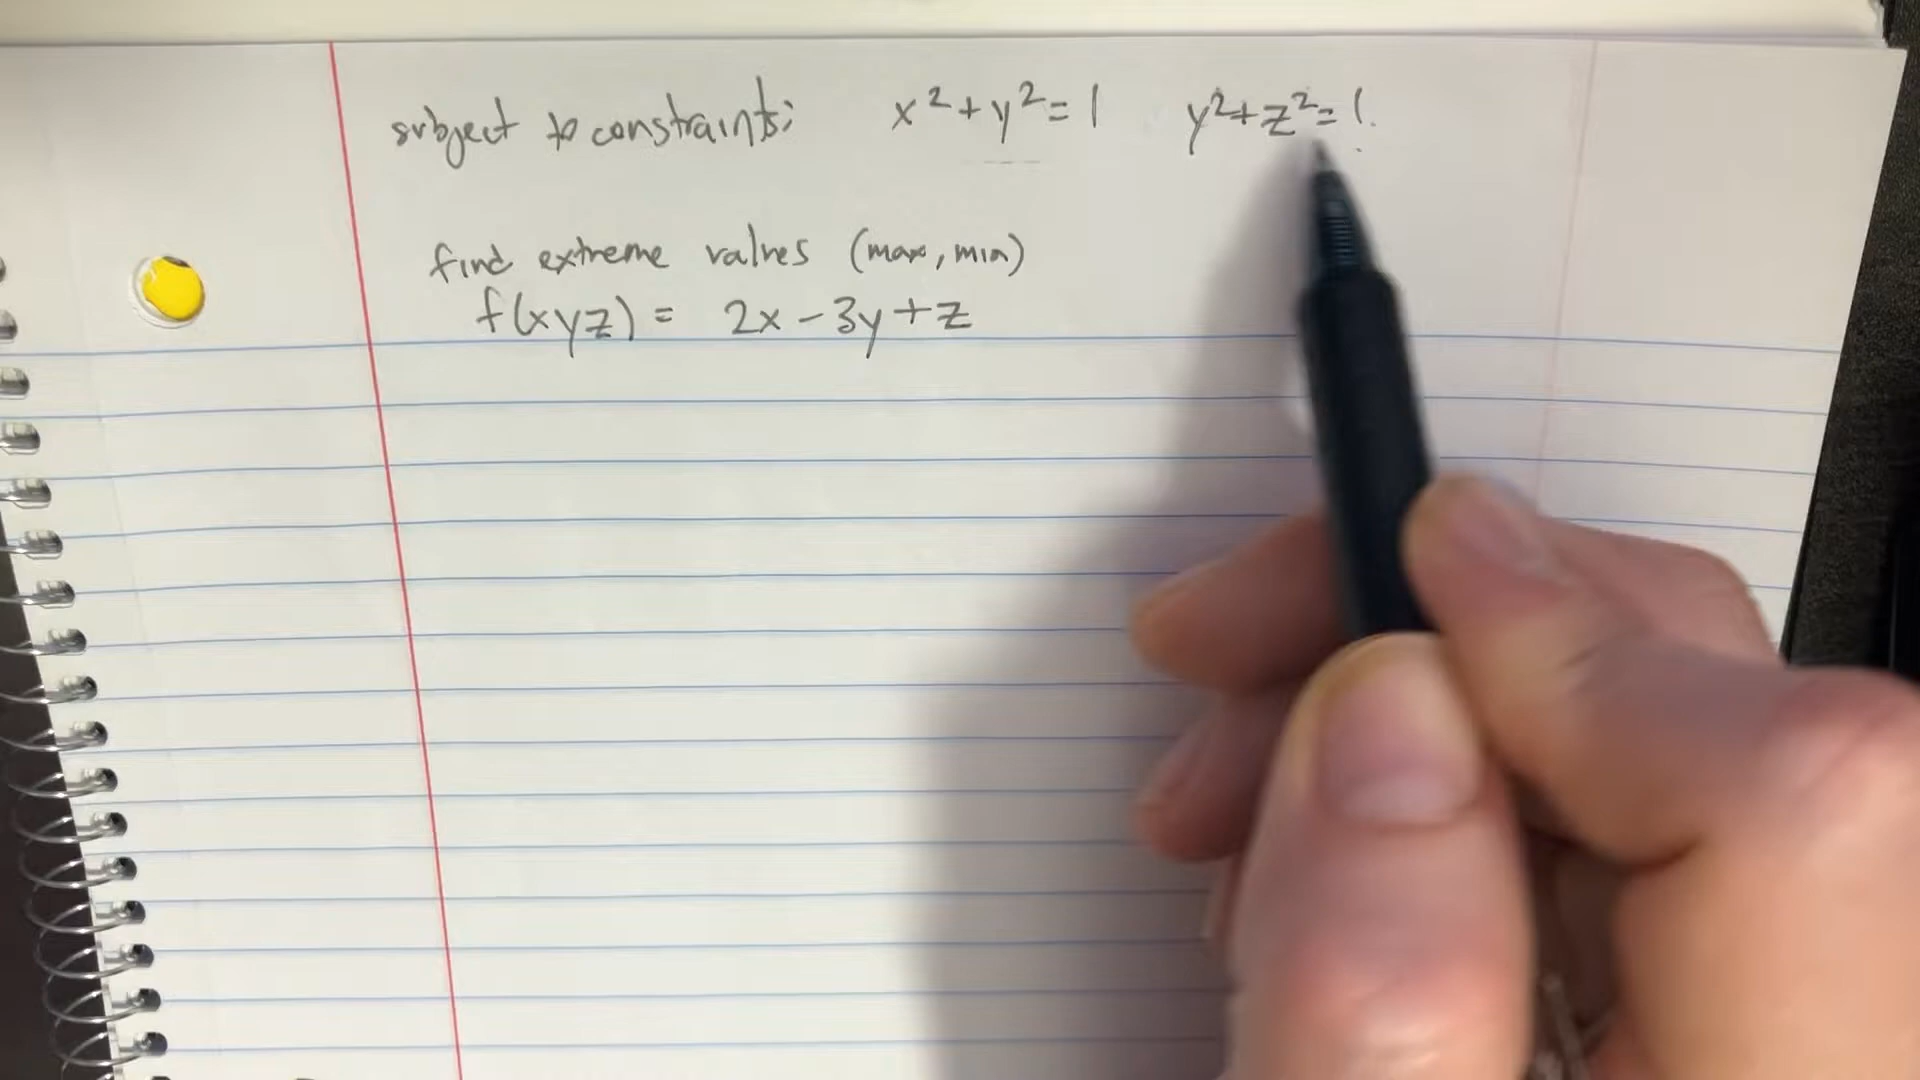 subject to constraints: x²+y²=1 y²+z²=1.
find extreme values (max, min)
f(xyz) = 2x-3y+z